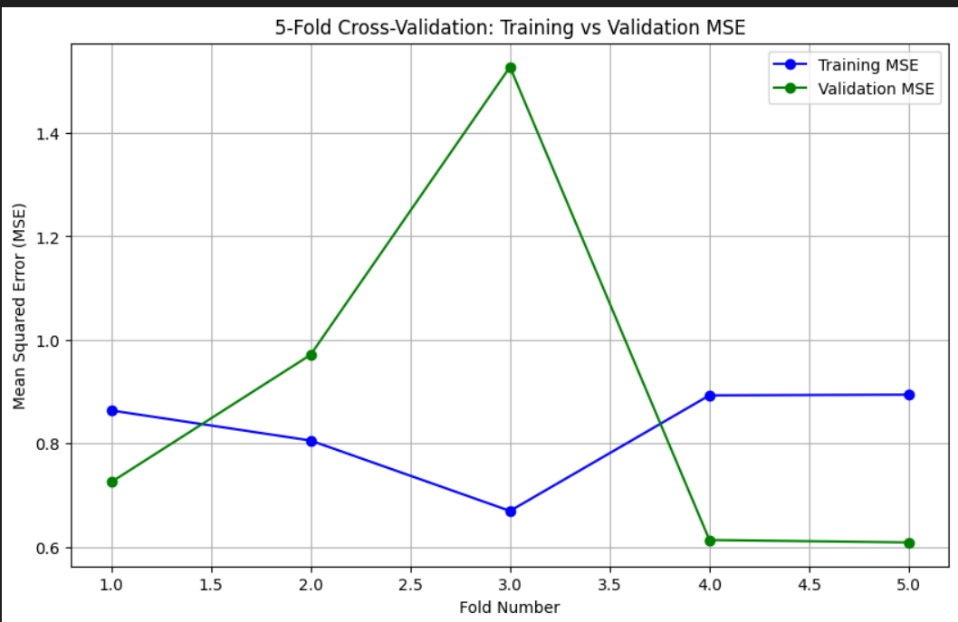 5-Fold Cross-Validation: Training vs Validation MSE
Training MSE
Validation MSE
Mean Squared Error (MSE)
1.4
1.2
1.0
0.8
0.6
1.0 1.5 2.0 2.5 3.0 3.5 4.0 4.5 5.0
Fold Number